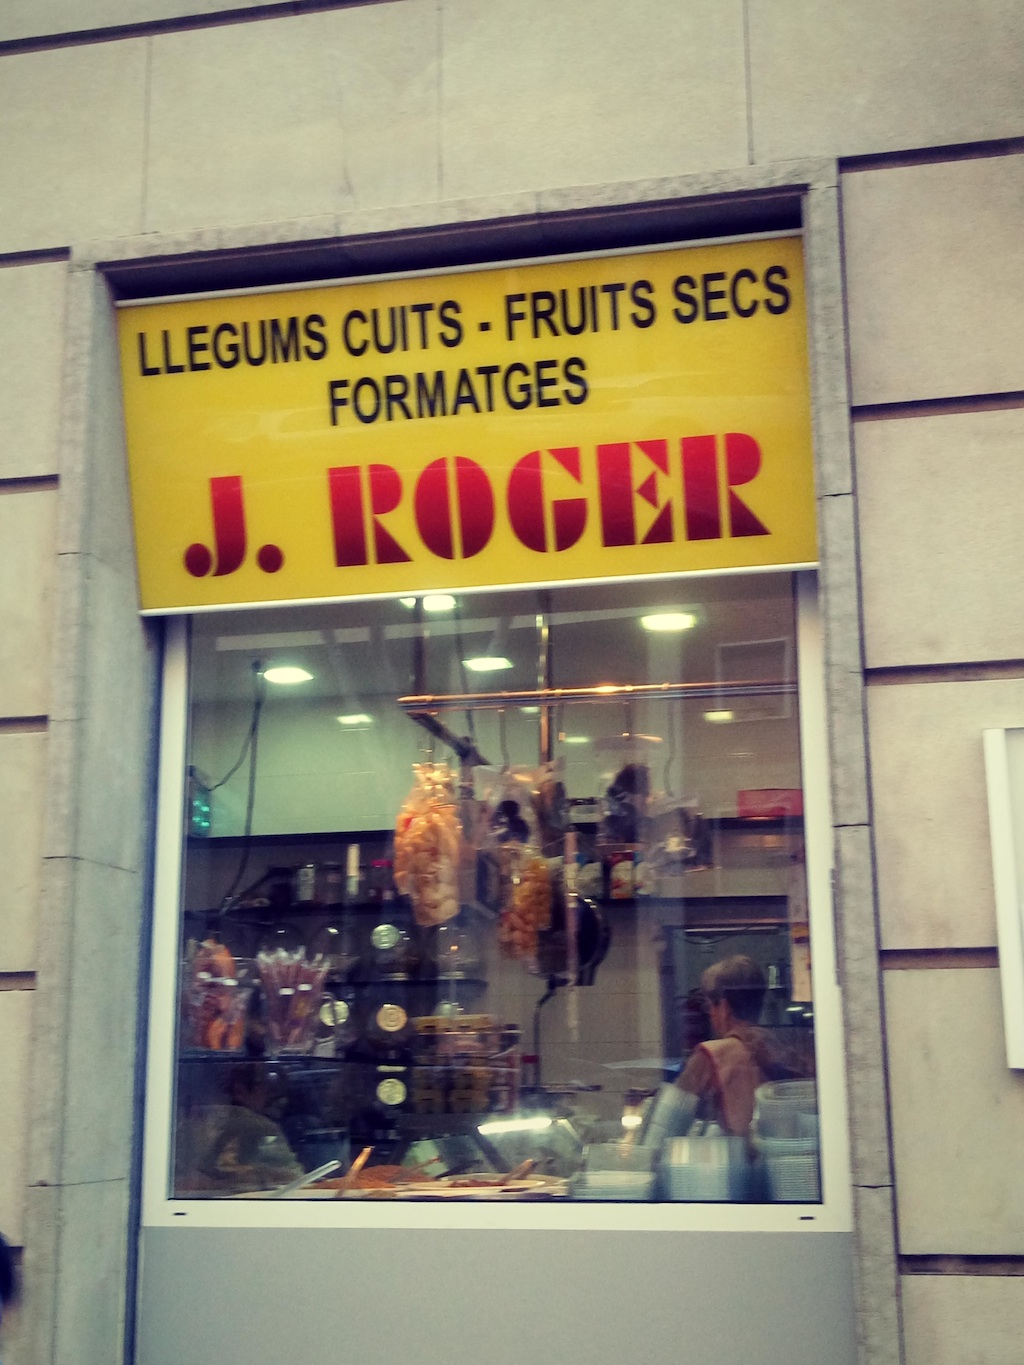 LLEGUMS CUITS - FRUITS SECS
FORMATGES
J. ROGER